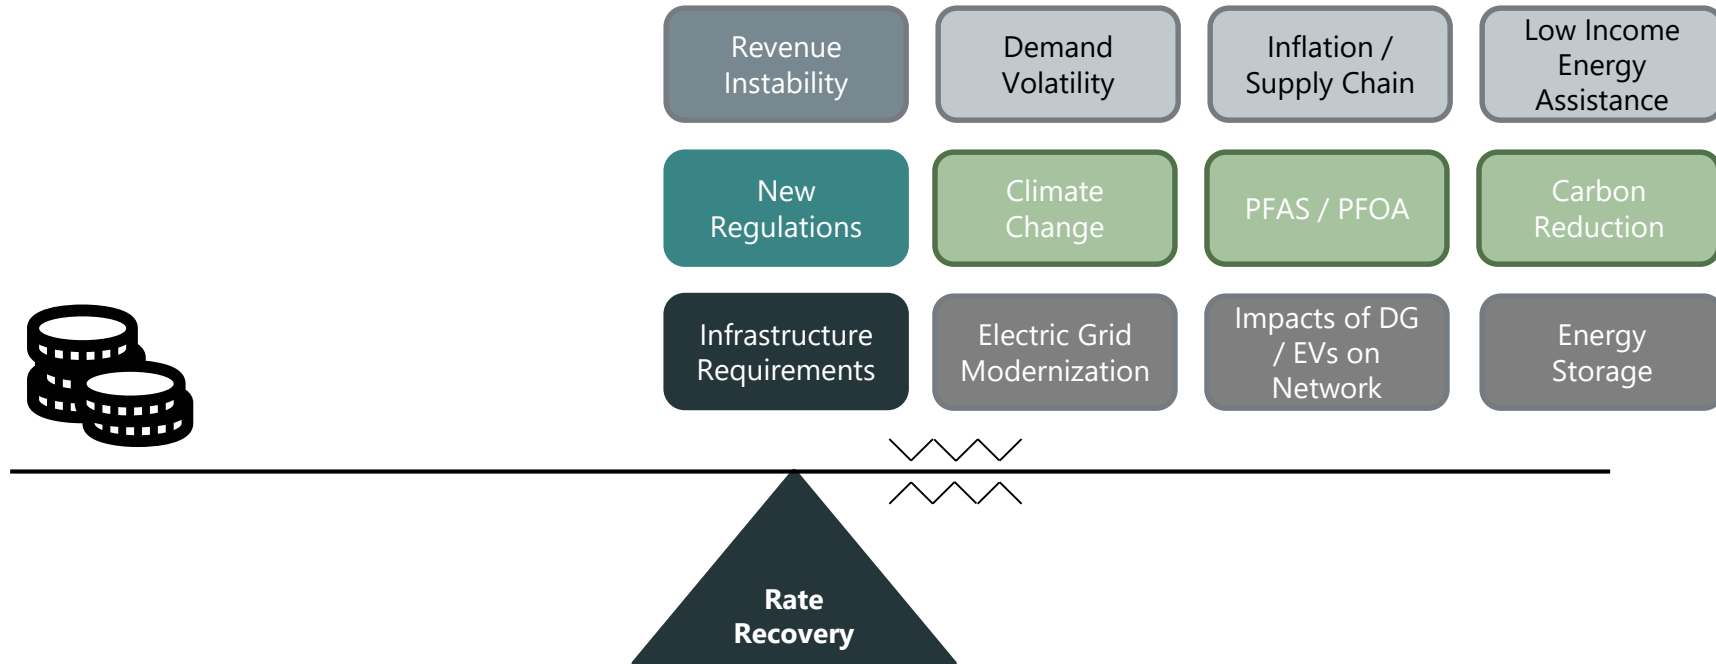 Revenue
Instability
Demand
Volatility
Inflation /
Supply Chain
Low Income
Energy
Assistance
New
Regulations
Climate
Change
PFAS / PFOA
Carbon
Reduction
Infrastructure
Requirements
Electric Grid
Modernization
Impacts of DG
/ EVs on
Network
Energy
Storage
Rate
Recovery